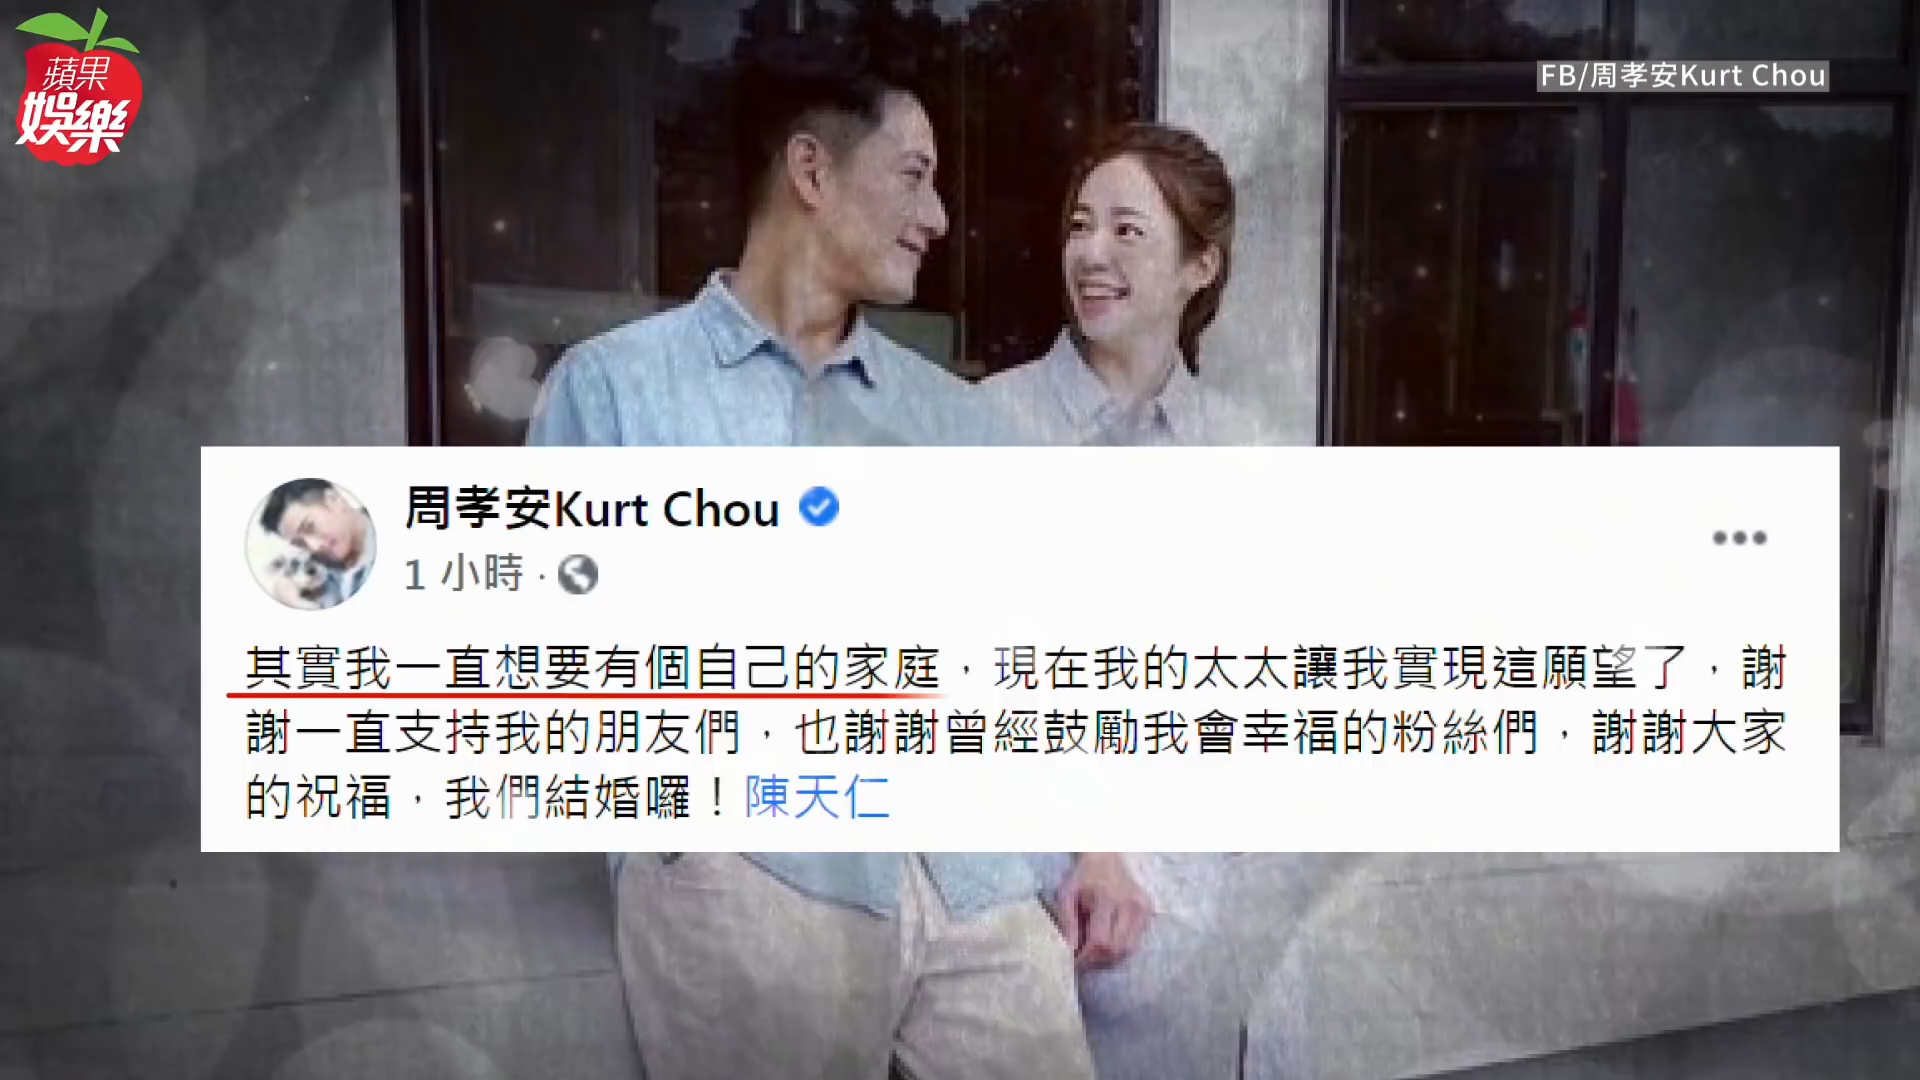 蘋果
娛樂
FB/周孝安Kurt Chou
周孝安Kurt Chou
1 小時 ·
其實我一直想要有個自己的家庭，現在我的太太讓我實現這願望了，謝
謝一直支持我的朋友們，也謝謝曾經鼓勵我會幸福的粉絲們，謝謝大家
的祝福，我們結婚囉！陳天仁